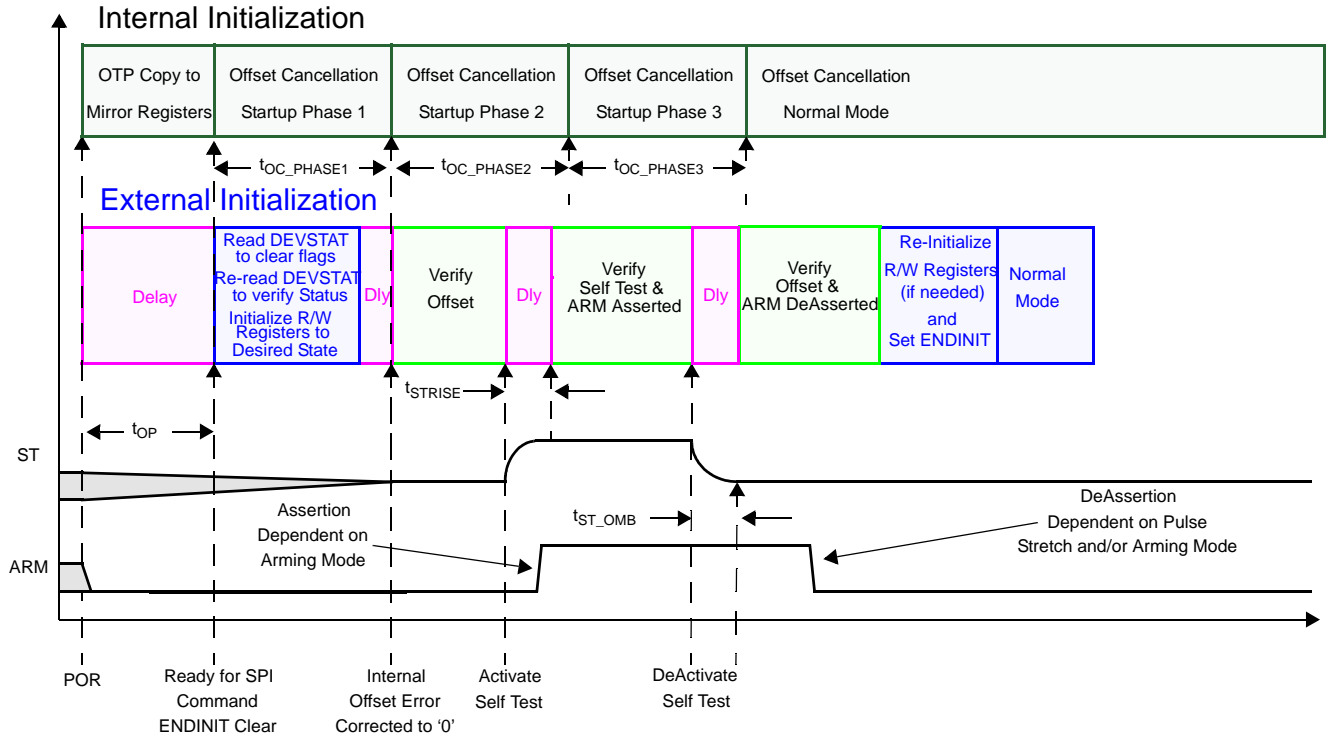 Internal Initialization
OTP Copy to
Mirror Registers
Offset Cancellation
Startup Phase 1
Offset Cancellation
Startup Phase 2
Offset Cancellation
Startup Phase 3
Offset Cancellation
Normal Mode
tOC_PHASE1
tOC_PHASE2
tOC_PHASE3
External Initialization
Delay
Read DEVSTAT
to clear flags
Re-read DEVSTAT
to verify Status
Initialize R/W
Registers to
Desired State
Dly
Verify
Offset
Dly
Verify
Self Test &
ARM Asserted
Dly
Verify
Offset &
ARM DeAsserted
Re-Initialize
R/W Registers
(if needed)
and
Set ENDINIT
Normal
Mode
tSTRISE
tOP
ST
Assertion
Dependent on
Arming Mode
tST_OMB
DeAssertion
Dependent on Pulse
Stretch and/or Arming Mode
ARM
POR
Ready for SPI
Command
ENDINIT Clear
Internal
Offset Error
Corrected to ‘0’
Activate
Self Test
DeActivate
Self Test